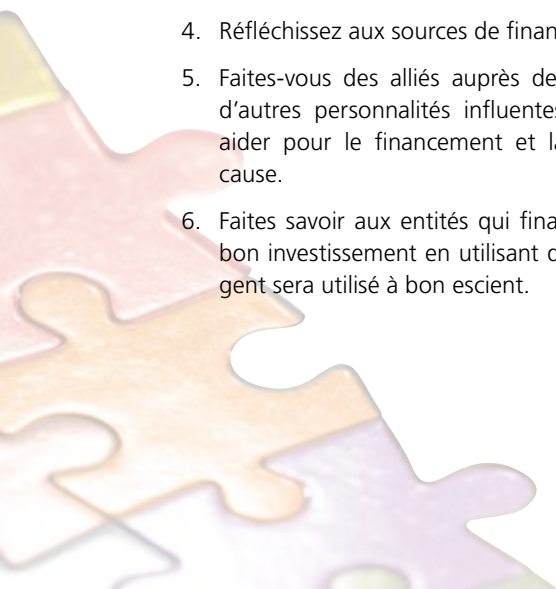 4. Réfléchissez aux sources de finan
5. Faites-vous des alliés auprès de
d'autres personnalités influentes
aider pour le financement et l
cause.
6. Faites savoir aux entités qui fina
bon investissement en utilisant
gent sera utilisé à bon escient.